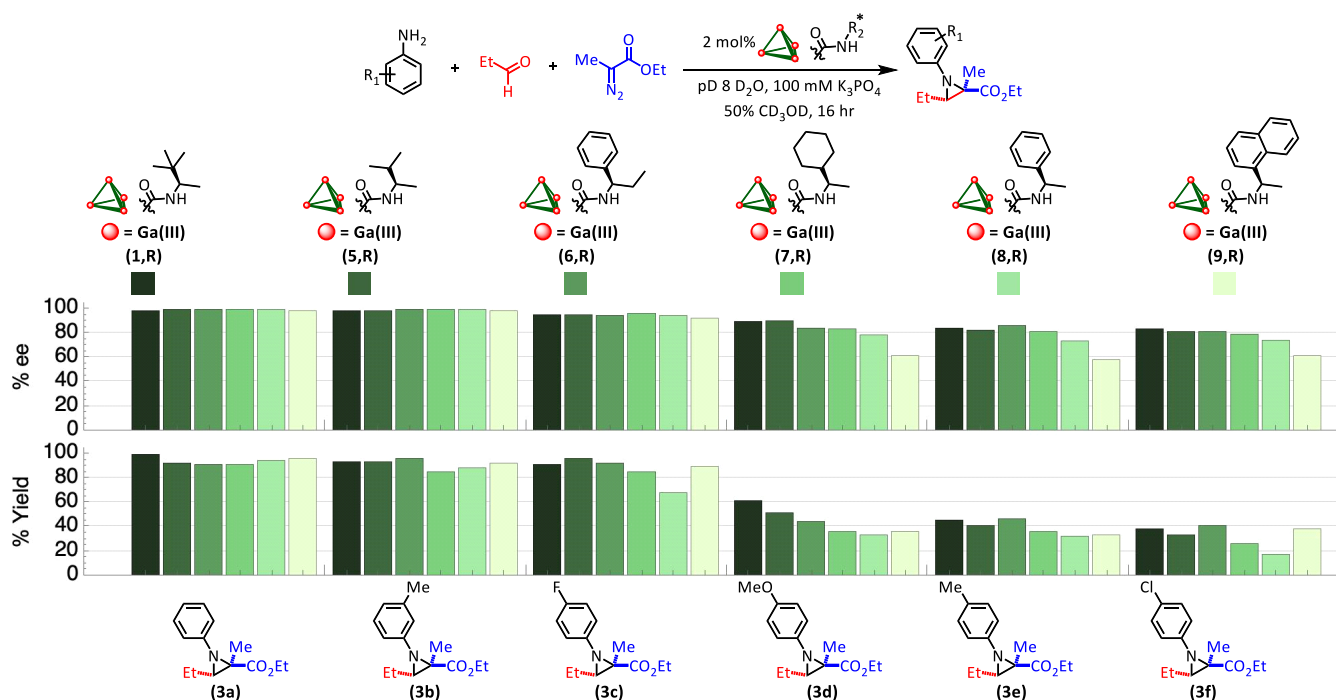 NH2
R1
+
Et
O
H
+
Me
O
OEt
N2
2 mol%
O
NH
R2*
pD 8 D2O, 100 mM K3PO4
50% CD3OD, 16 hr
R1
N
Me
Et
CO2Et
O
NH
= Ga(III)
(1,R)
O
NH
= Ga(III)
(5,R)
O
NH
= Ga(III)
(6,R)
O
NH
= Ga(III)
(7,R)
O
NH
= Ga(III)
(8,R)
O
NH
= Ga(III)
(9,R)
% ee
100
80
60
40
20
0
% Yield
100
80
60
40
20
0
N
Me
Et
CO2Et
(3a)
Me
N
Me
Et
CO2Et
(3b)
F
N
Me
Et
CO2Et
(3c)
MeO
N
Me
Et
CO2Et
(3d)
Me
N
Me
Et
CO2Et
(3e)
Cl
N
Me
Et
CO2Et
(3f)